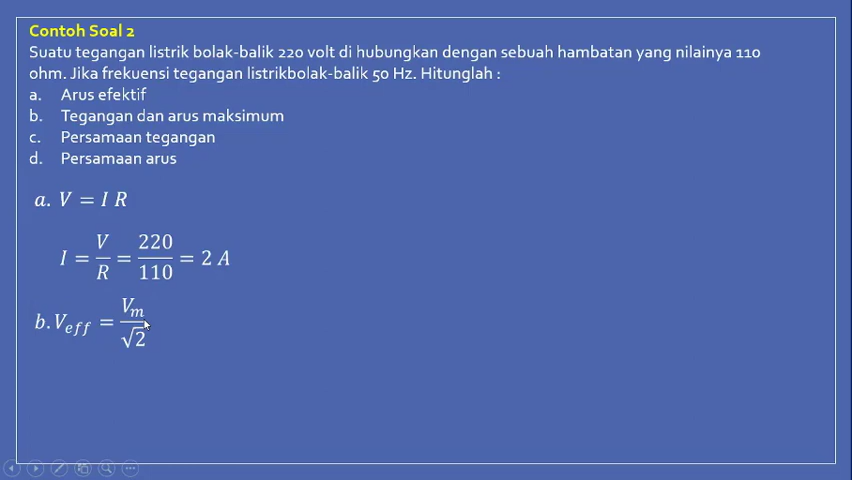 Contoh Soal 2
Suatu tegangan listrik bolak-balik 220 volt di hubungkan dengan sebuah hambatan yang nilainya 110
ohm. Jika frekuensi tegangan listrikbolak-balik 50 Hz. Hitunglah :
a. Arus efektif
b. Tegangan dan arus maksimum
c. Persamaan tegangan
d. Persamaan arus
a. V = I R
I = V/R = 220/110 = 2 A
b. V_eff = V_m/√2